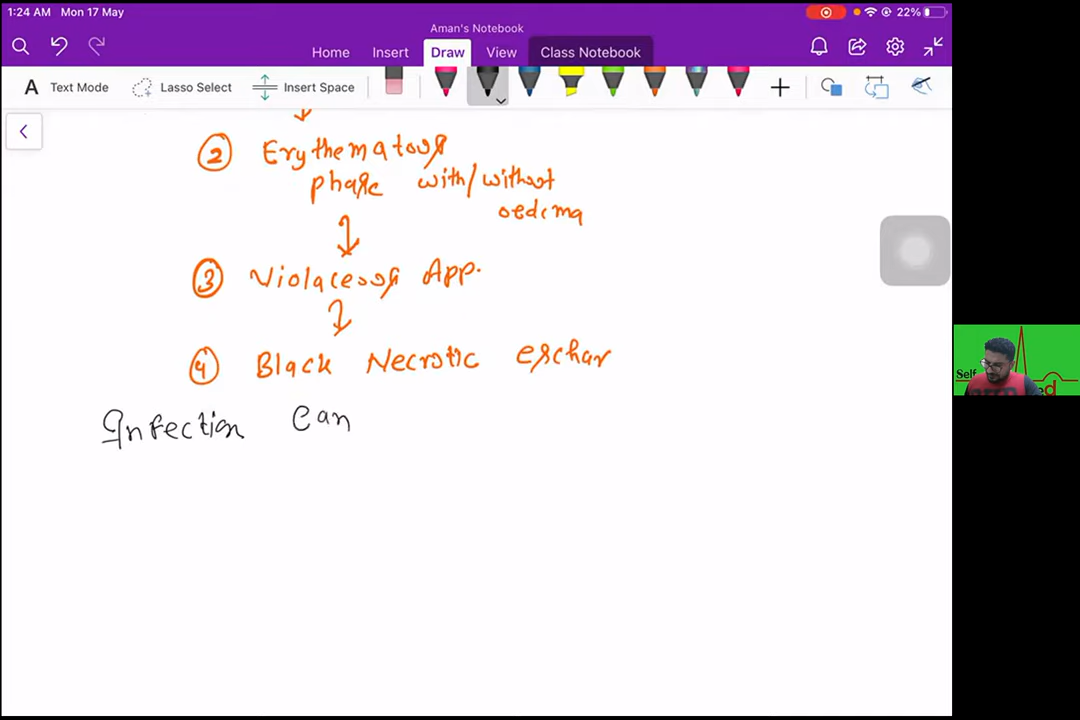 1:24 AM Mon 17 May
22%
Aman's Notebook
Home Insert Draw View Class Notebook
A Text Mode Lasso Select Insert Space
② Erythematous
phase with/without
oedema
③ Violaceous App.
④ Black Necrotic eschar
Infection can
Self